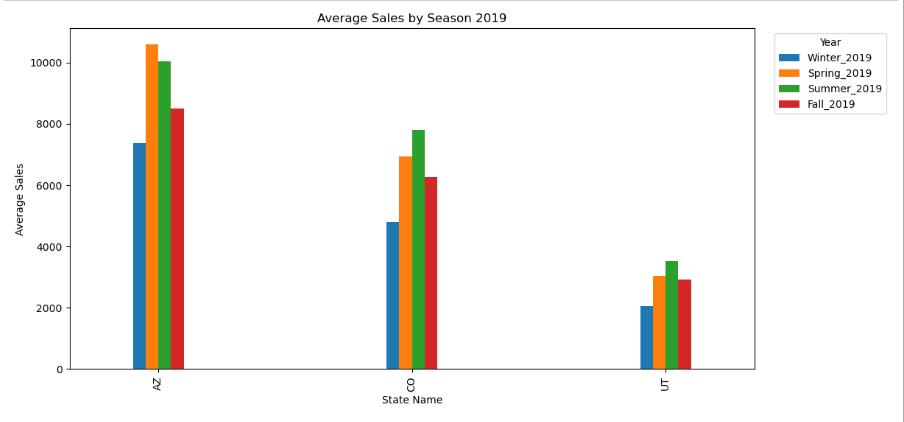 Average Sales by Season 2019
Year
Winter_2019
Spring_2019
Summer_2019
Fall_2019
Average Sales
10000
8000
6000
4000
2000
0
AZ
CO
UT
State Name